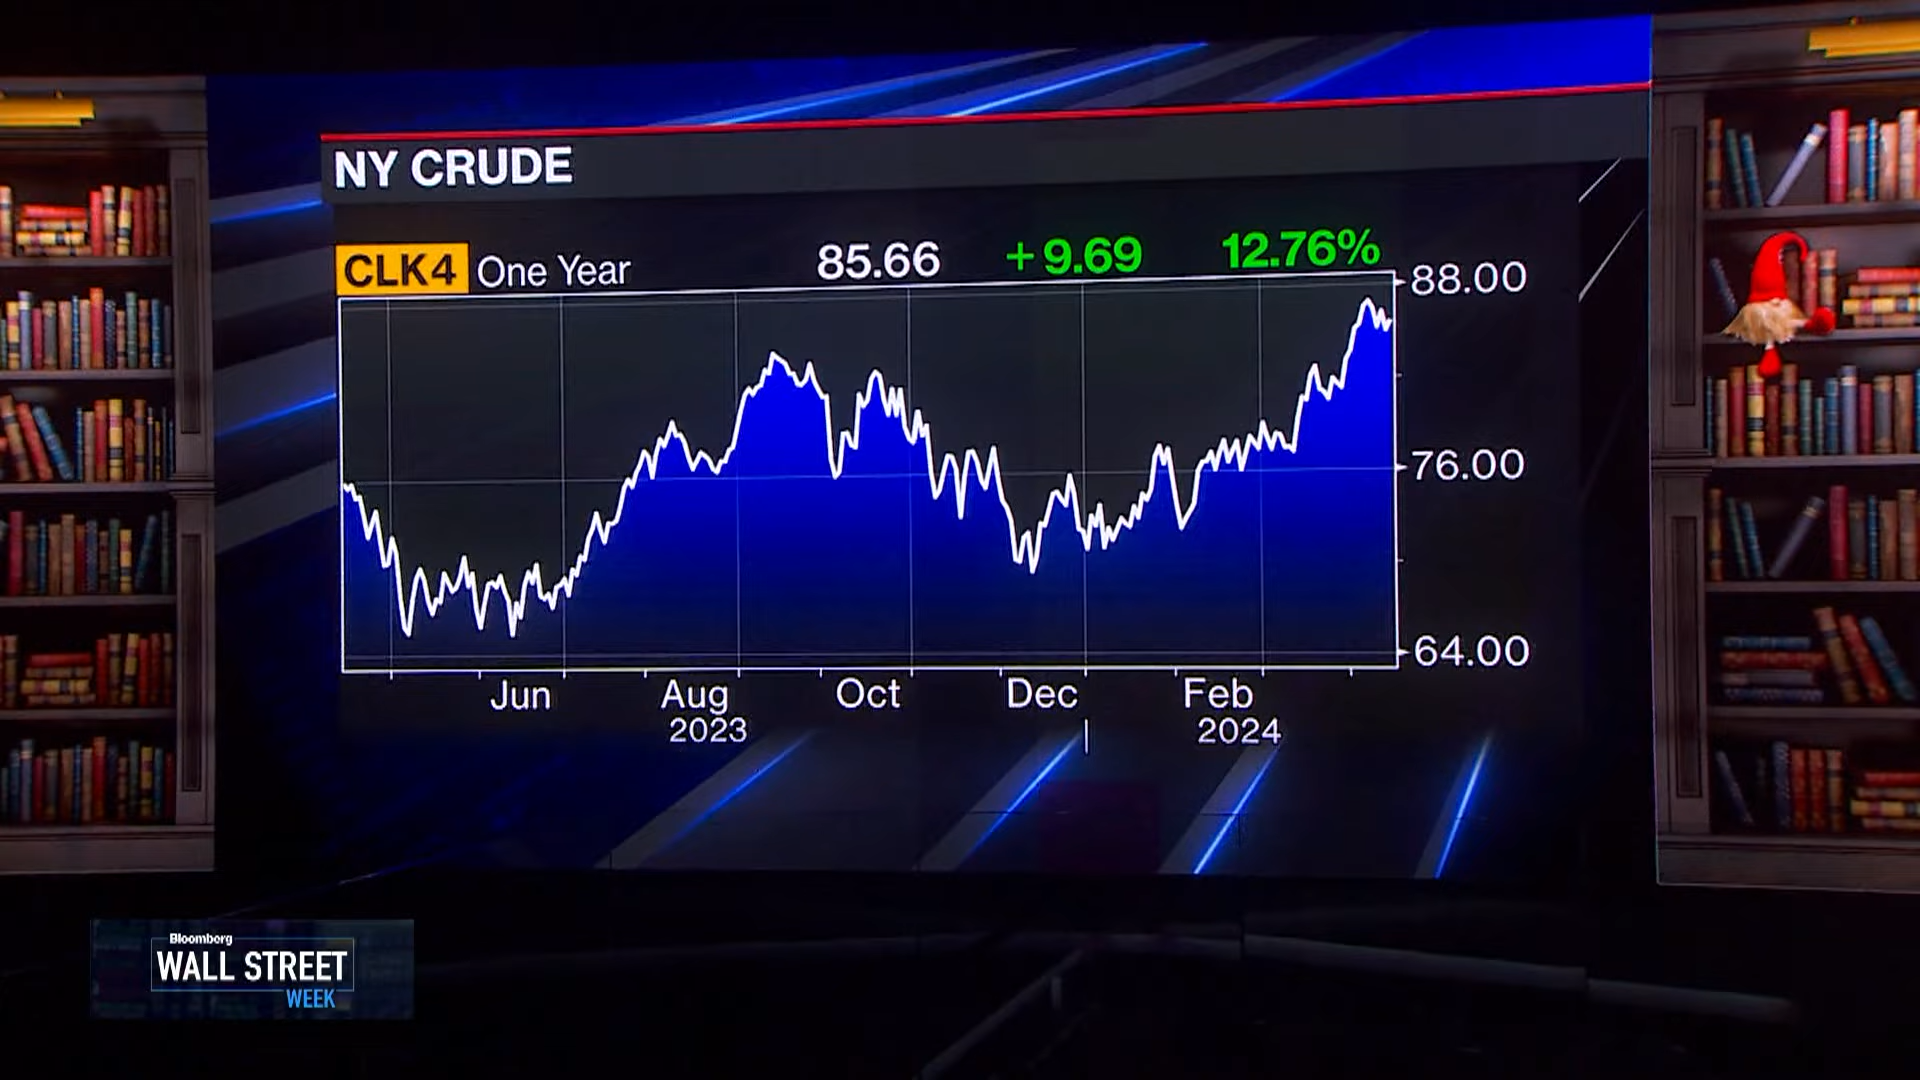 NY CRUDE
CLK4 One Year 85.66 +9.69 12.76%
88.00
76.00
64.00
Jun Aug Oct Dec Feb
2023 2024
Bloomberg
WALL STREET
WEEK